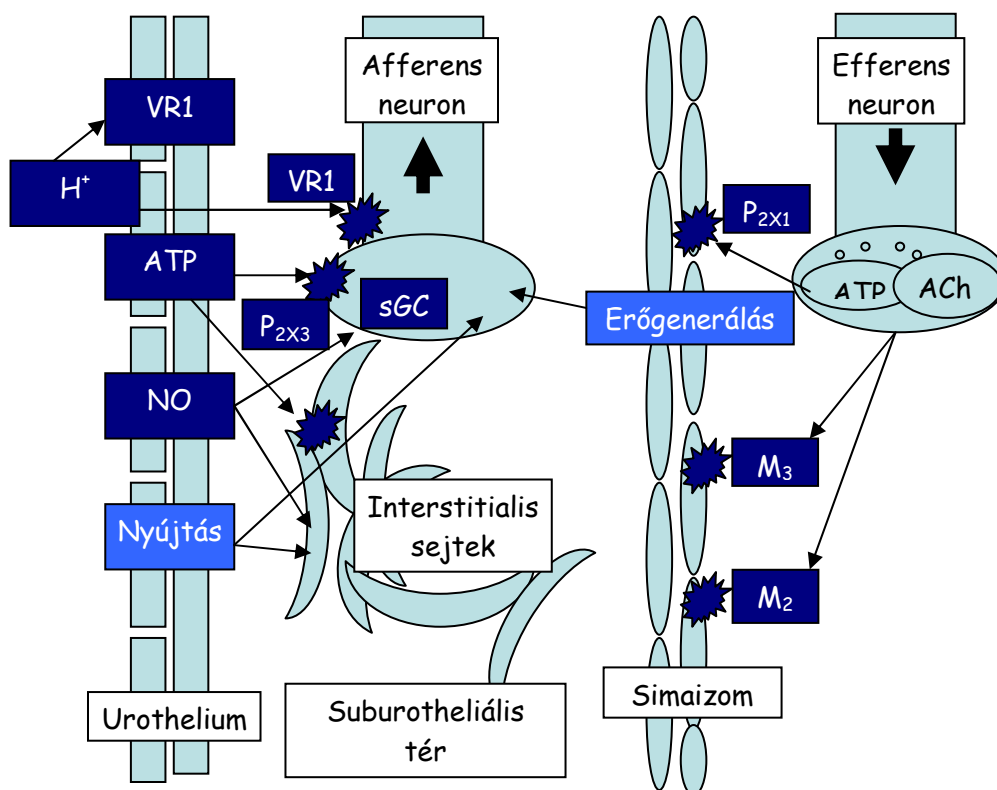 Afferens
neuron
Efferens
neuron
VR1
H⁺
VR1
P₂ₓ₁
ATP
P₂ₓ₃
sGC
Erőgenerálás
ATP
ACh
NO
M₃
Nyújtás
Interstitialis
sejtek
M₂
Urothelium
Suburotheliális
tér
Simaizom